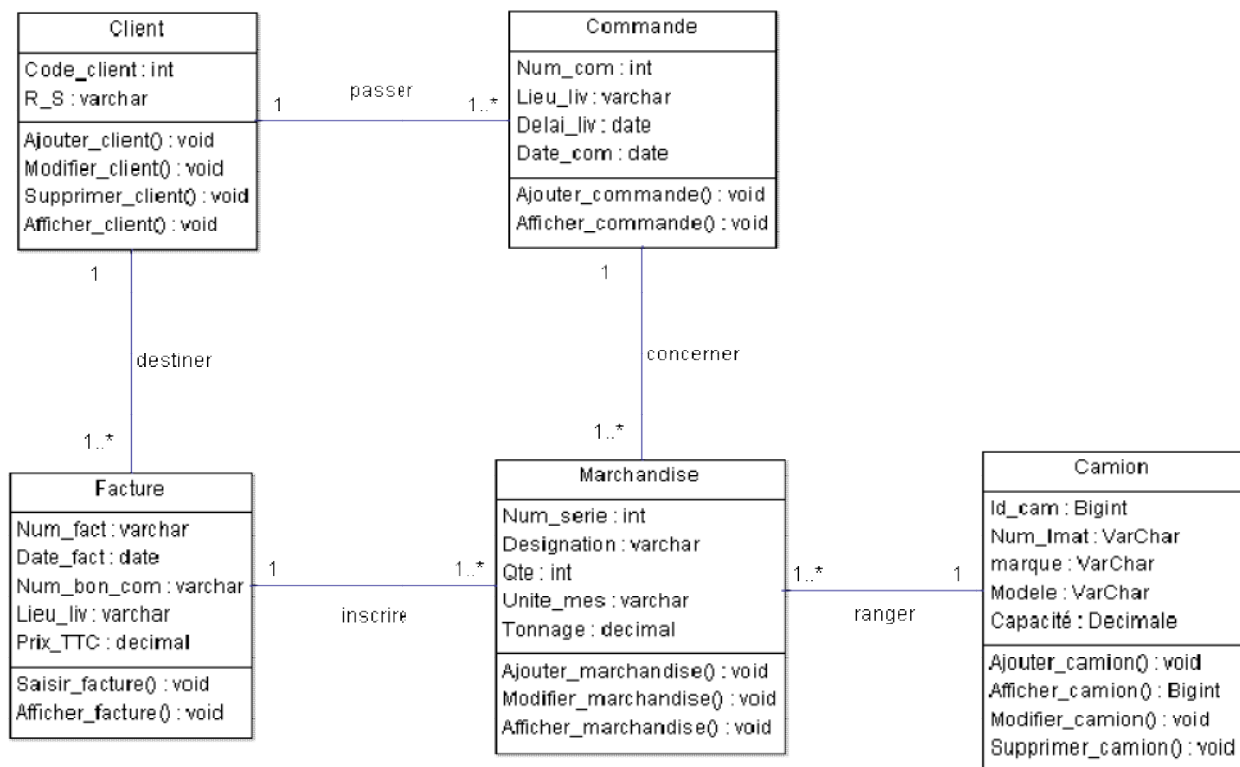 Client
Code_client : int
R_S : varchar
Ajouter_client() : void
Modifier_client() : void
Supprimer_client() : void
Afficher_client() : void
1
passer
1..*
Commande
Num_com : int
Lieu_liv : varchar
Delai_liv : date
Date_com : date
Ajouter_commande() : void
Afficher_commande() : void
1
destiner
1..*
1
concerner
1..*
Facture
Num_fact : varchar
Date_fact : date
Num_bon_com : varchar
Lieu_liv : varchar
Prix_TTC : decimal
Saisir_facture() : void
Afficher_facture() : void
1
inscrire
1..*
Marchandise
Num_serie : int
Designation : varchar
Qte : int
Unite_mes : varchar
Tonnage : decimal
Ajouter_marchandise() : void
Modifier_marchandise() : void
Afficher_marchandise() : void
1..*
ranger
1
Camion
Id_cam : Bigint
Num_Imat : VarChar
marque : VarChar
Modele : VarChar
Capacité : Decimale
Ajouter_camion() : void
Afficher_camion() : Bigint
Modifier_camion() : void
Supprimer_camion() : void